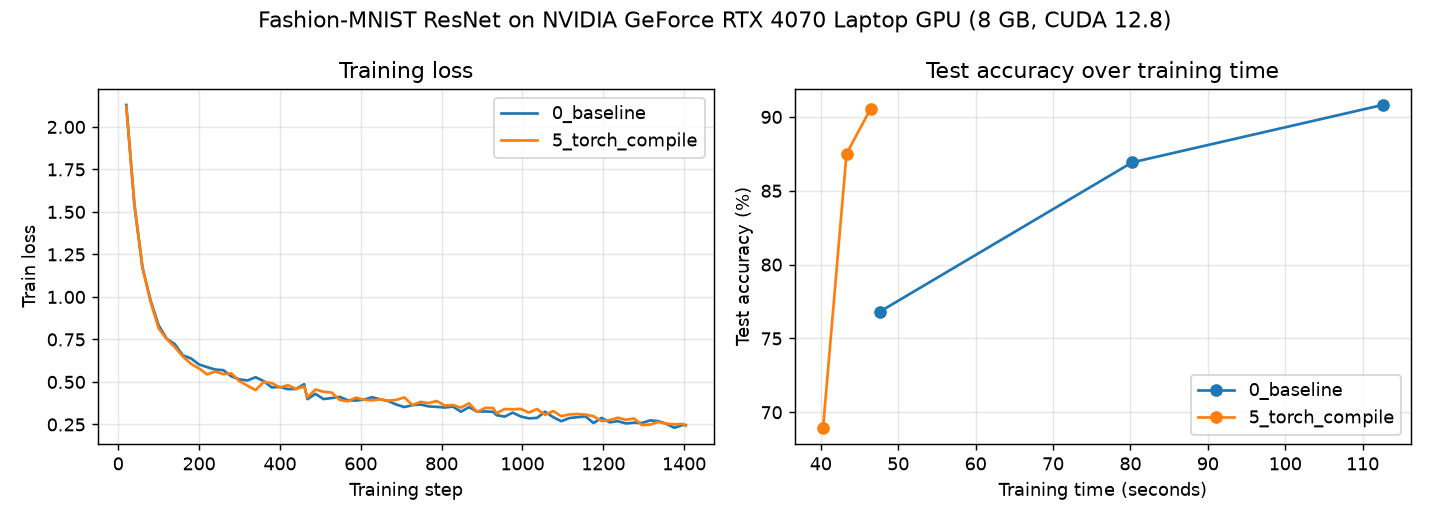 Fashion-MNIST ResNet on NVIDIA GeForce RTX 4070 Laptop GPU (8 GB, CUDA 12.8)
Training loss
Train loss
2.00
1.75
1.50
1.25
1.00
0.75
0.50
0.25
0_baseline
5_torch_compile
0 200 400 600 800 1000 1200 1400
Training step
Test accuracy over training time
Test accuracy (%)
90
85
80
75
70
0_baseline
5_torch_compile
40 50 60 70 80 90 100 110
Training time (seconds)